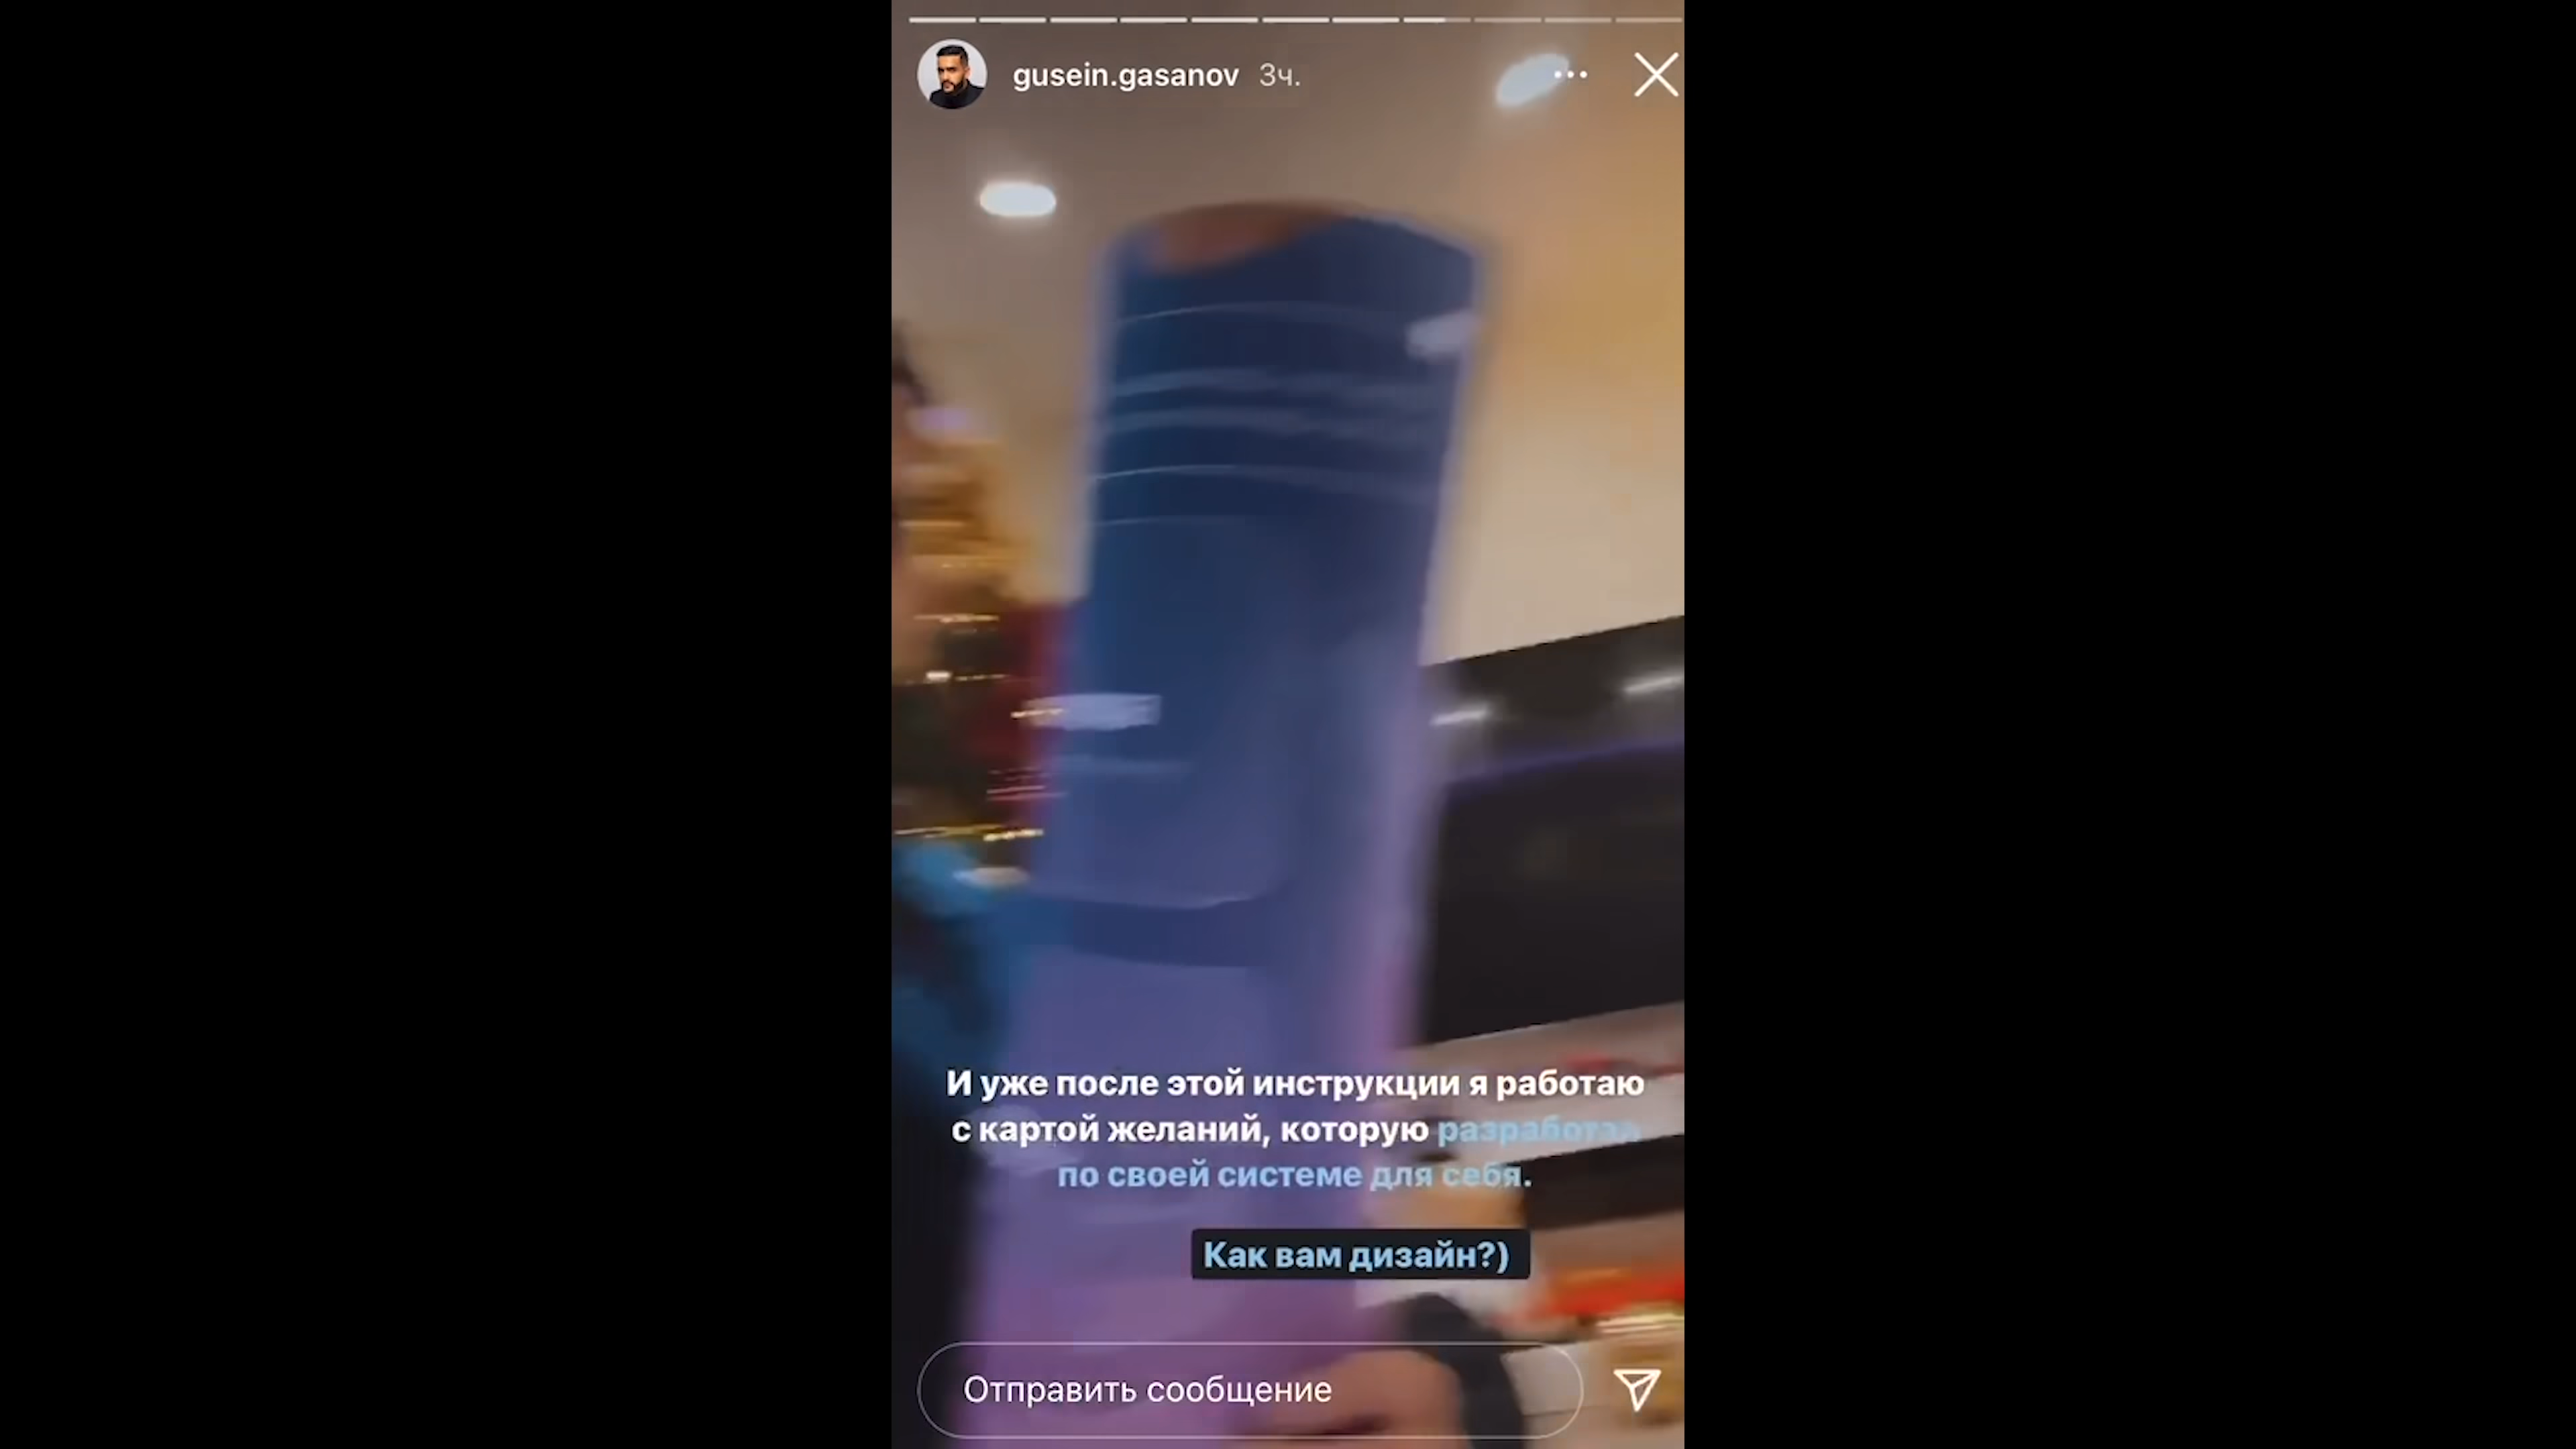 gusein.gasanov 3ч.
И уже после этой инструкции я работаю
с картой желаний, которую разработал
по своей системе для себя.
Как вам дизайн?)
Отправить сообщение